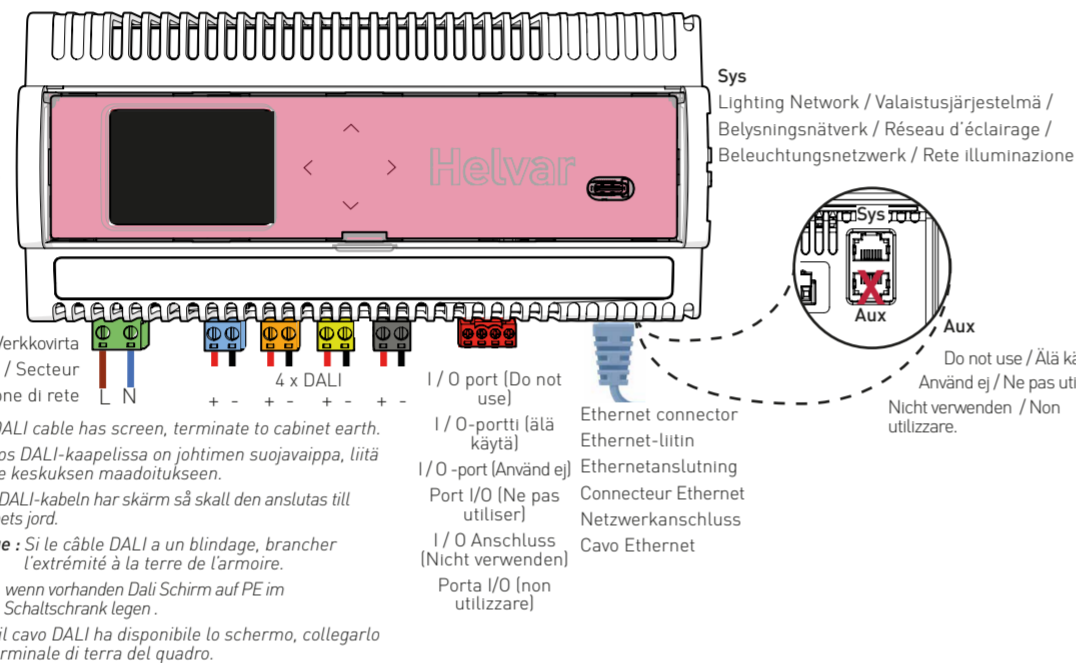 Helvar
Sys
Lighting Network / Valaistusjärjestelmä /
Belysningsnätverk / Réseau d'éclairage /
Beleuchtungsnetzwerk / Rete illuminazione
Sys
Aux
Aux
Do not use / Älä
Använd ej / Ne pas
Nicht verwenden / Non
utilizzare.
Verkkovirta
/ Secteur
di rete
L N
4 x DALI
+ - + - + - + -
DALI cable has screen, terminate to cabinet earth.
DALI-kaapelissa on johtimen suojavaippa, liitä
keskuksen maadoitukseen.
DALI-kabeln har skärm så skall den anslutas till
jord.
: Si le câble DALI a un blindage, brancher
l'extrémité à la terre de l'armoire.
wenn vorhanden Dali Schirm auf PE im
Schaltschrank legen .
il cavo DALI ha disponibile lo schermo, collegarlo
di terra del quadro.
I / O port (Do not
use)
I / O-portti (älä
käytä)
I / O -port (Använd ej)
Port I/O (Ne pas
utiliser)
I / O Anschluss
(Nicht verwenden)
Porta I/O (non
utilizzare)
Ethernet connector
Ethernet-liitin
Ethernetanslutning
Connecteur Ethernet
Netzwerkanschluss
Cavo Ethernet